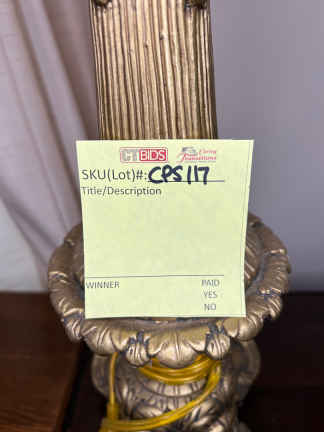 CTBIDS Caring Transitions
SKU(Lot)#: CPS117
Title/Description
WINNER PAID
YES
NO